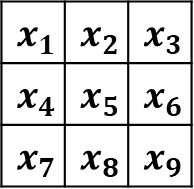 x₁ x₂ x₃
x₄ x₅ x₆
x₇ x₈ x₉